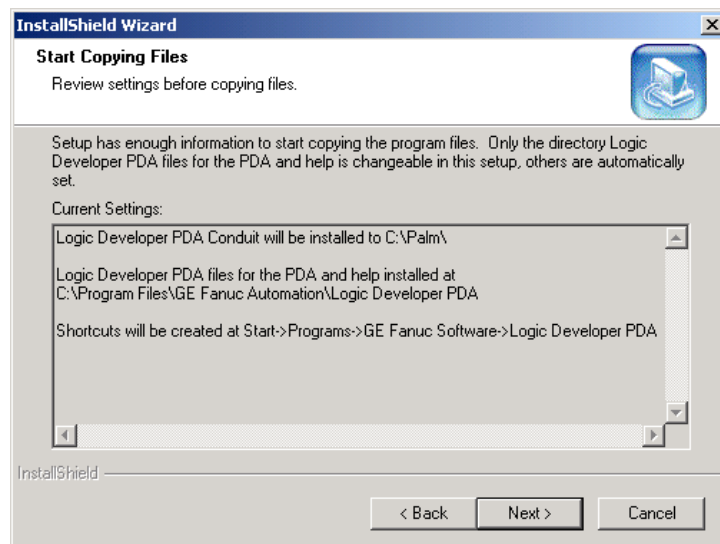 InstallShield Wizard
Start Copying Files
Review settings before copying files.
Setup has enough information to start copying the program files. Only the directory Logic
Developer PDA files for the PDA and help is changeable in this setup, others are automatically
set.
Current Settings:
Logic Developer PDA Conduit will be installed to C:\Palm\
Logic Developer PDA files for the PDA and help installed at
C:\Program Files\GE Fanuc Automation\Logic Developer PDA
Shortcuts will be created at Start->Programs->GE Fanuc Software->Logic Developer PDA
InstallShield
< Back
Next >
Cancel